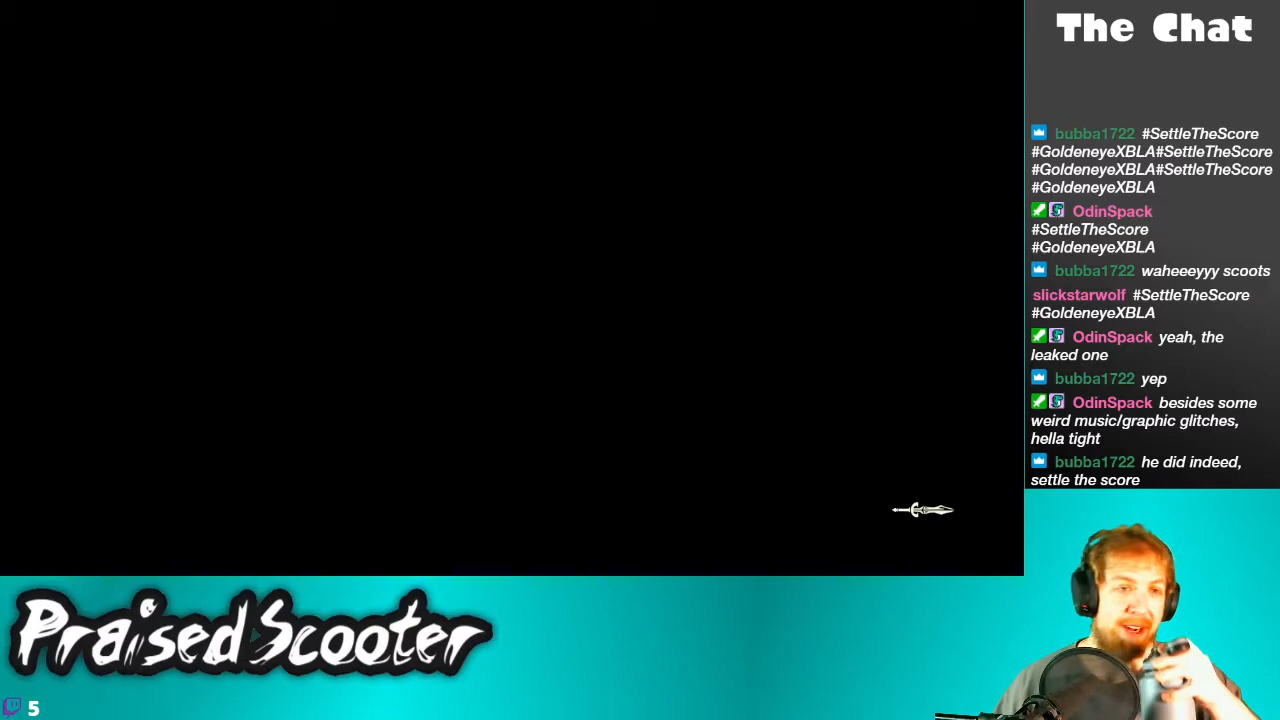 The Chat
bubba1722 #SettleTheScore
#GoldeneyeXBLA#SettleTheScore
#GoldeneyeXBLA#SettleTheScore
#GoldeneyeXBLA
OdinSpack
#SettleTheScore
#GoldeneyeXBLA
bubba1722 waheeeyyy scoots
slickstarwolf #SettleTheScore
#GoldeneyeXBLA
OdinSpack yeah, the
leaked one
bubba1722 yep
OdinSpack besides some
weird music/graphic glitches,
hella tight
bubba1722 he did indeed,
settle the score
PraisedScooter
5